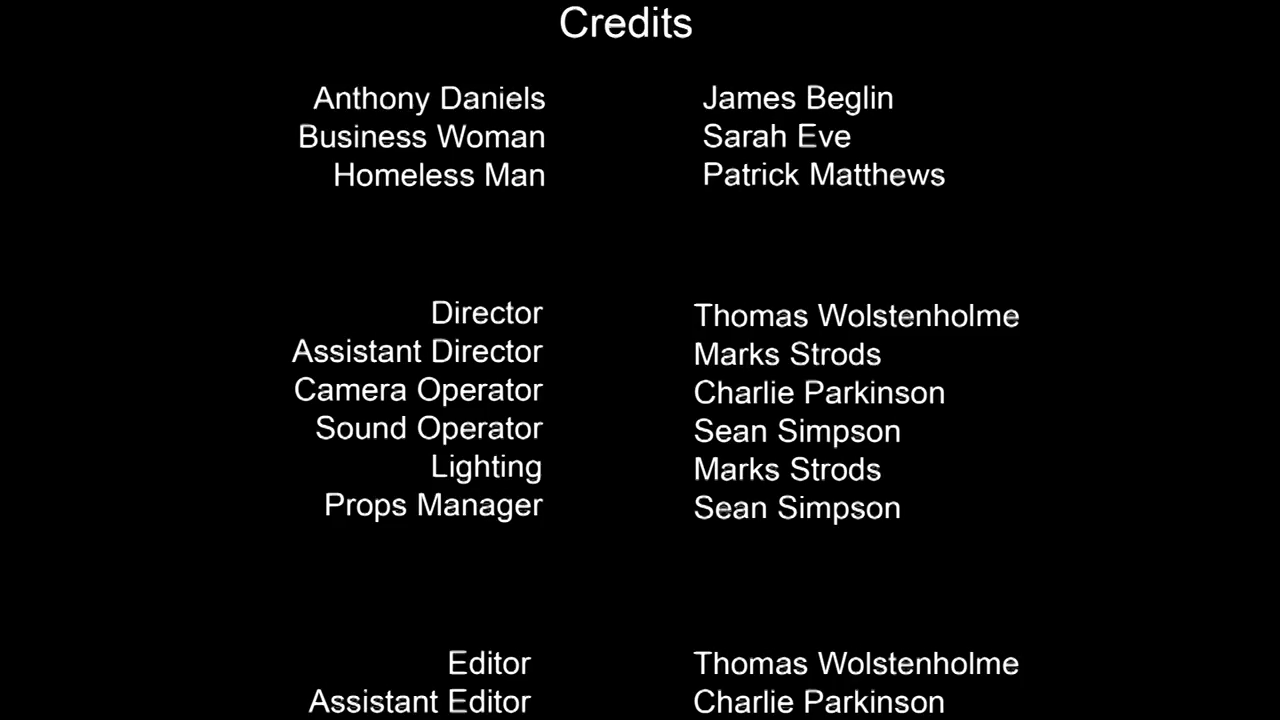 Credits
Anthony Daniels James Beglin
Business Woman Sarah Eve
Homeless Man Patrick Matthews
Director Thomas Wolstenholme
Assistant Director Marks Strods
Camera Operator Charlie Parkinson
Sound Operator Sean Simpson
Lighting Marks Strods
Props Manager Sean Simpson
Editor Thomas Wolstenholme
Assistant Editor Charlie Parkinson